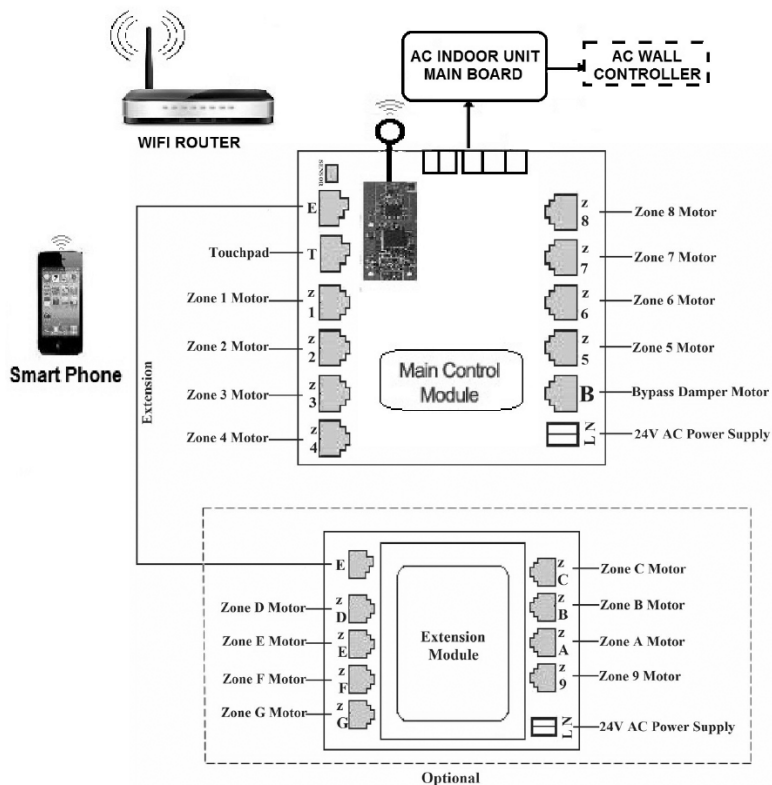 AC INDOOR UNIT
MAIN BOARD
AC WALL
CONTROLLER
WIFI ROUTER
SENSOR
E
Touchpad
T
Zone 1 Motor
z
1
Zone 2 Motor
z
2
Zone 3 Motor
z
3
Zone 4 Motor
z
4
z
8
Zone 8 Motor
z
7
Zone 7 Motor
z
6
Zone 6 Motor
z
5
Zone 5 Motor
B
Bypass Damper Motor
L N
24V AC Power Supply
Main Control
Module
Smart Phone
Extension
E
Zone D Motor
z
D
Zone E Motor
z
E
Zone F Motor
z
F
Zone G Motor
z
G
Extension
Module
z
C
Zone C Motor
z
B
Zone B Motor
z
A
Zone A Motor
z
9
Zone 9 Motor
L N
24V AC Power Supply
Optional